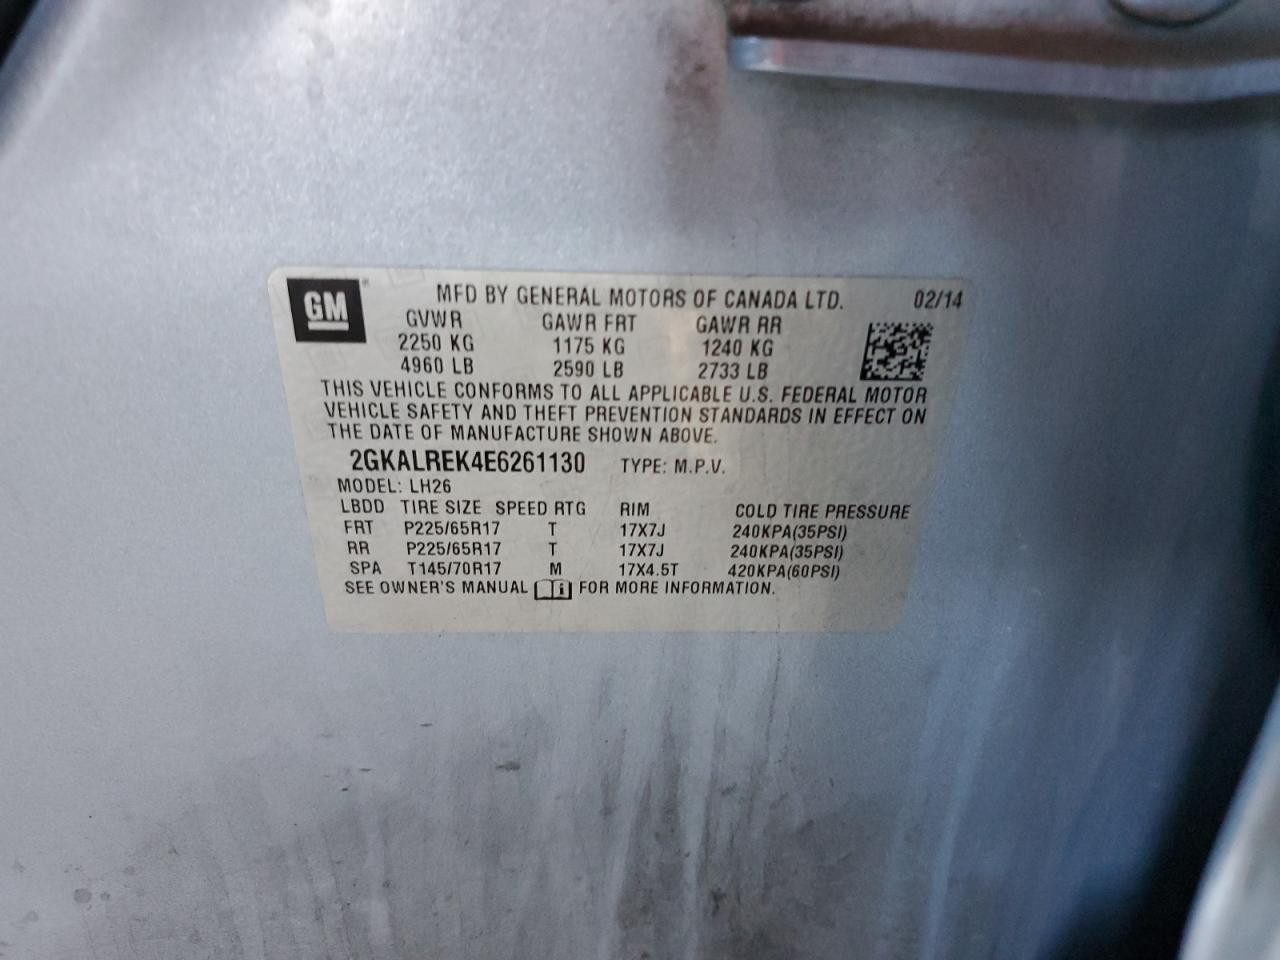 GM
MFD BY GENERAL MOTORS OF CANADA LTD. 02/14
GVWR GAWR FRT GAWR RR
2250 KG 1175 KG 1240 KG
4960 LB 2590 LB 2733 LB
THIS VEHICLE CONFORMS TO ALL APPLICABLE U.S. FEDERAL MOTOR
VEHICLE SAFETY AND THEFT PREVENTION STANDARDS IN EFFECT ON
THE DATE OF MANUFACTURE SHOWN ABOVE.
2GKALREK4E6261130 TYPE: M.P.V.
MODEL: LH26
LBDD TIRE SIZE SPEED RTG RIM COLD TIRE PRESSURE
FRT P225/65R17 T 17X7J 240KPA(35PSI)
RR P225/65R17 T 17X7J 240KPA(35PSI)
SPA T145/70R17 M 17X4.5T 420KPA(60PSI)
SEE OWNER'S MANUAL i FOR MORE INFORMATION.